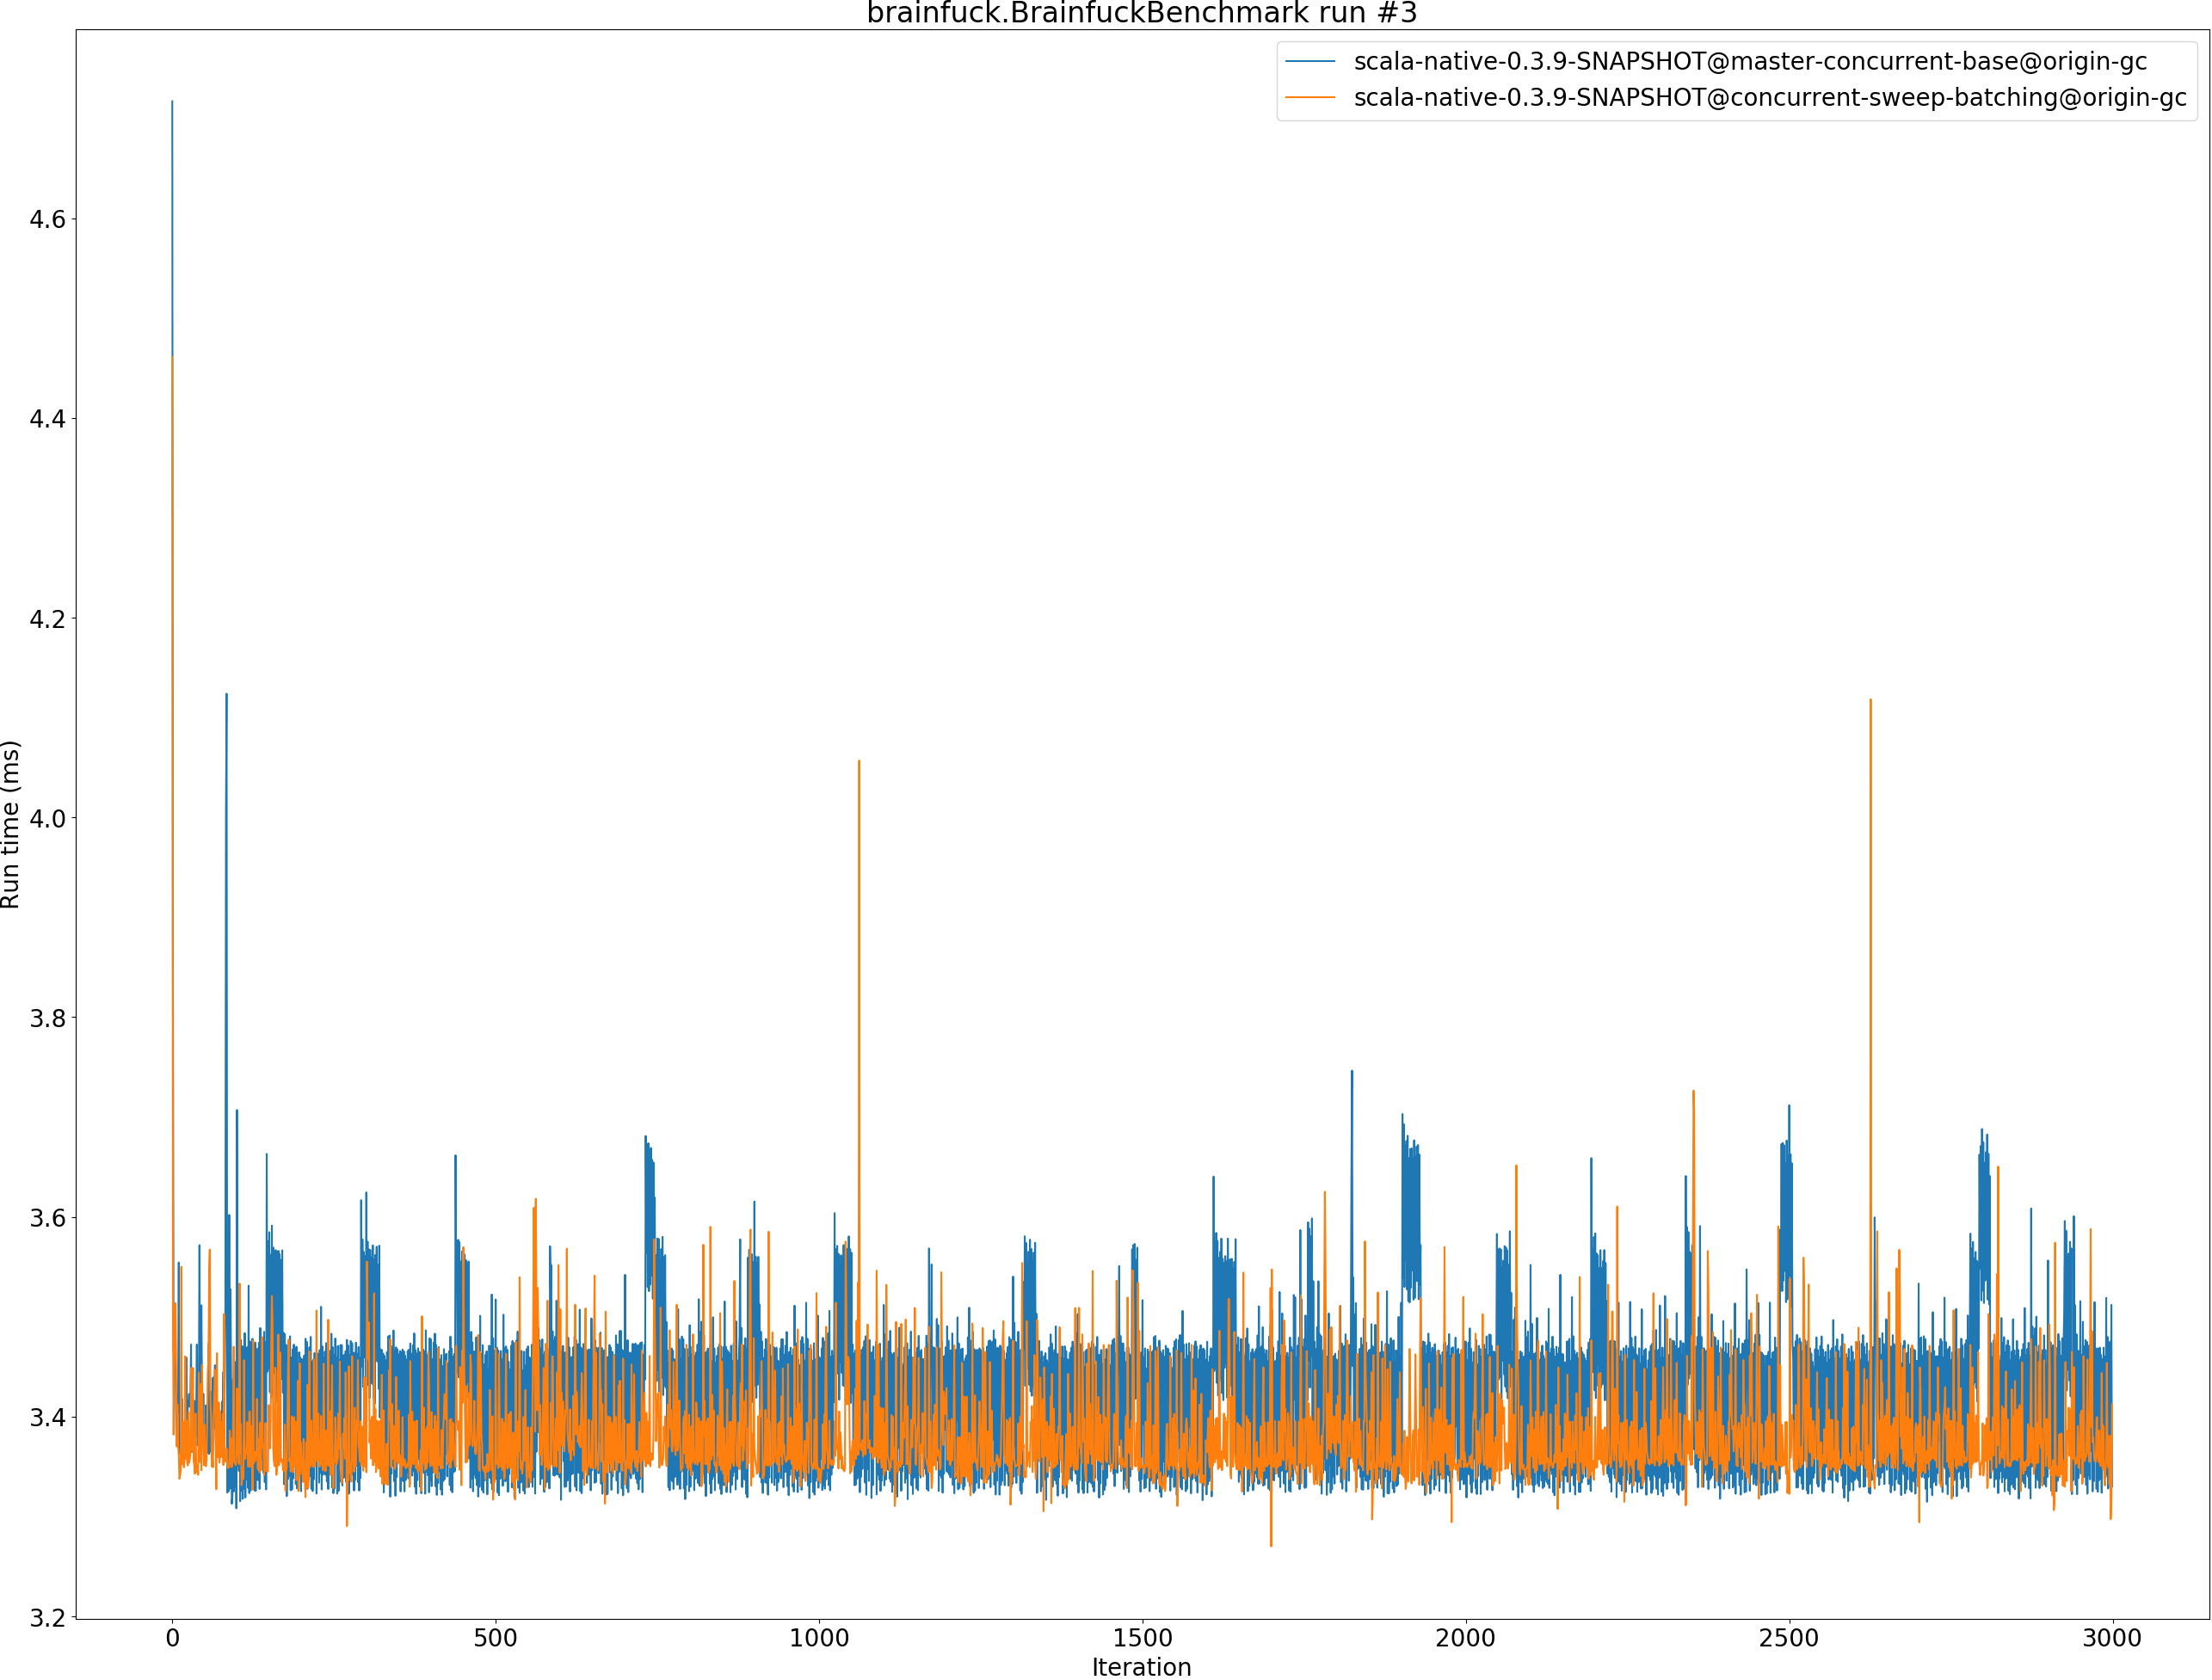 brainfuck.BrainfuckBenchmark run #3
scala-native-0.3.9-SNAPSHOT@master-concurrent-base@origin-gc
scala-native-0.3.9-SNAPSHOT@concurrent-sweep-batching@origin-gc
Run time (ms)
4.6
4.4
4.2
4.0
3.8
3.6
3.4
3.2
0 500 1000 1500 2000 2500 3000
Iteration